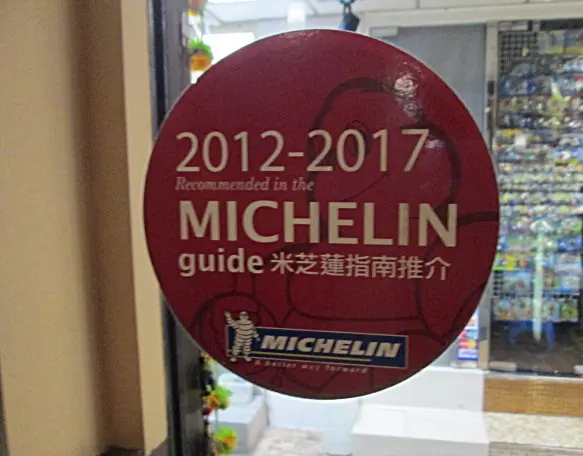 2012-2017
Recommended in the
MICHELIN
guide 米芝蓮指南推介
MICHELIN
A better way forward